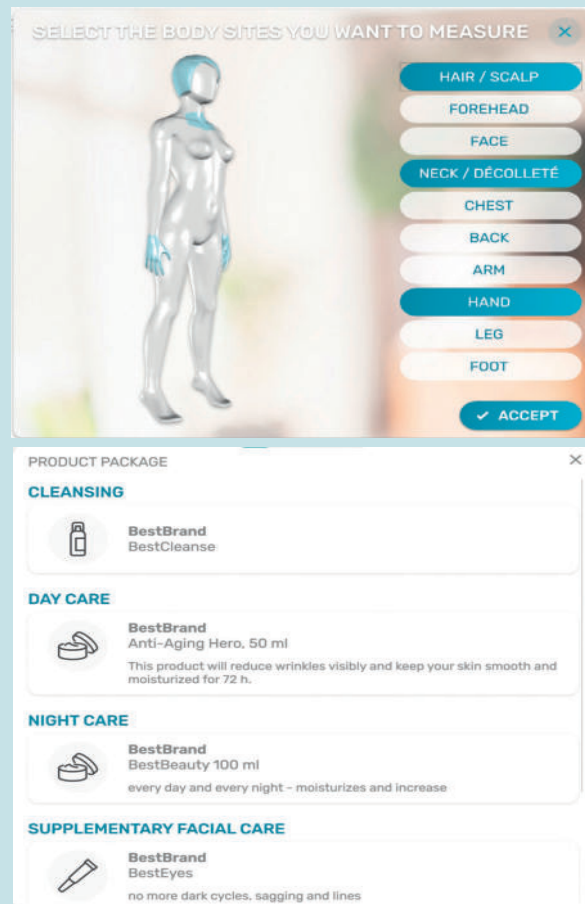 SELECT THE BODY SITES YOU WANT TO MEASURE
HAIR / SCALP
FOREHEAD
FACE
NECK / DÉCOLLETÉ
CHEST
BACK
ARM
HAND
LEG
FOOT
ACCEPT
PRODUCT PACKAGE
CLEANSING
BestBrand
BestCleanse
DAY CARE
BestBrand
Anti-Aging Hero, 50 ml
This product will reduce wrinkles visibly and keep your skin smooth and
moisturized for 72 h.
NIGHT CARE
BestBrand
BestBeauty 100 ml
every day and every night - moisturizes and increase
SUPPLEMENTARY FACIAL CARE
BestBrand
BestEyes
no more dark cycles, sagging and lines